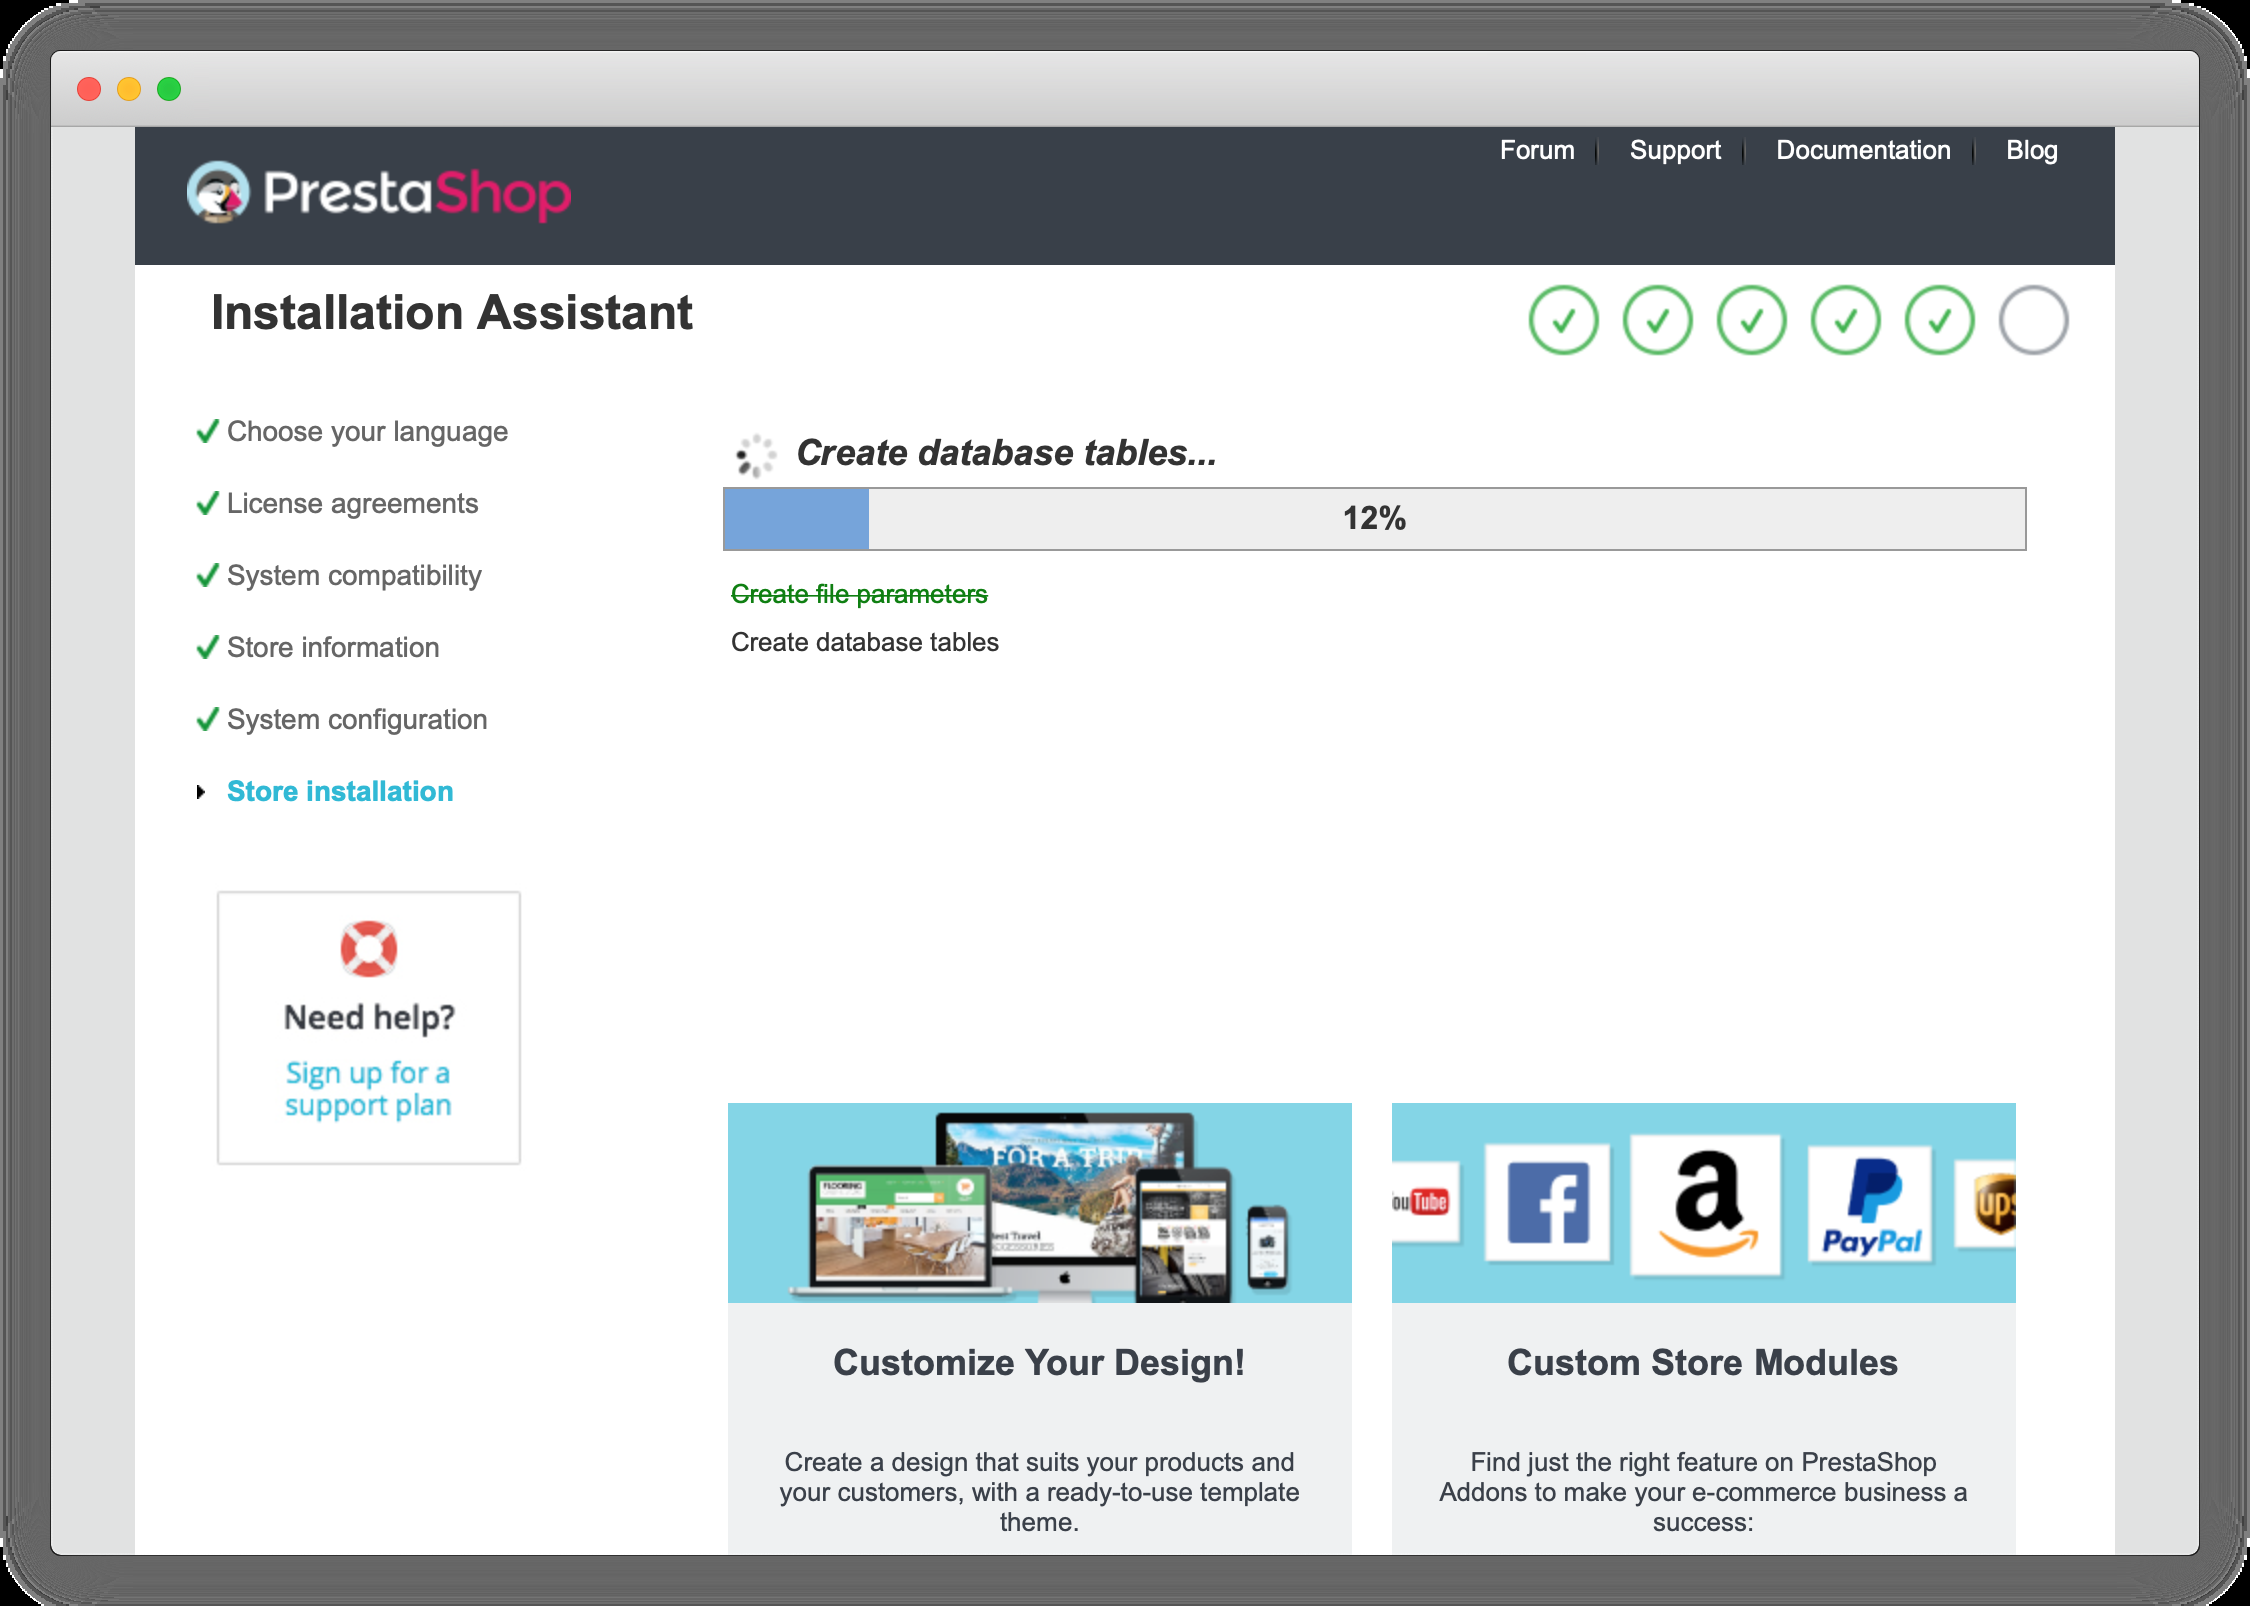 Forum
Support
Documentation
Blog
PrestaShop
Installation Assistant
Choose your language
License agreements
System compatibility
Store information
System configuration
Store installation
Need help?
Sign up for a
support plan
Create database tables...
12%
Create file parameters
Create database tables
FOR A TRIP
FLOORING
ouTube
f
a
PayPal
ups
Customize Your Design!
Create a design that suits your products and
your customers, with a ready-to-use template
theme.
Custom Store Modules
Find just the right feature on PrestaShop
Addons to make your e-commerce business a
success: